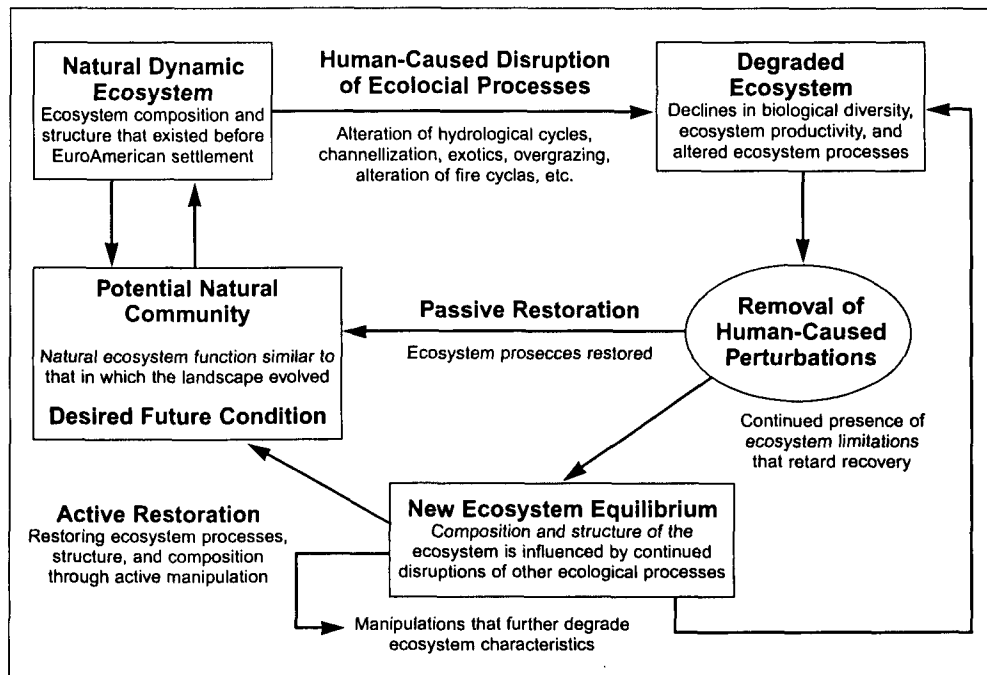 Natural Dynamic
Ecosystem
Ecosystem composition and
structure that existed before
EuroAmerican settlement
Human-Caused Disruption
of Ecolocial Processes
Alteration of hydrological cycles,
channellization, exotics, overgrazing,
alteration of fire cyclas, etc.
Degraded
Ecosystem
Declines in biological diversity,
ecosystem productivity, and
altered ecosystem processes
Potential Natural
Community
Natural ecosystem function similar to
that in which the landscape evolved
Desired Future Condition
Passive Restoration
Ecosystem prosecces restored
Removal of
Human-Caused
Perturbations
Continued presence of
ecosystem limitations
that retard recovery
Active Restoration
Restoring ecosystem processes,
structure, and composition
through active manipulation
New Ecosystem Equilibrium
Composition and structure of the
ecosystem is influenced by continued
disruptions of other ecological processes
Manipulations that further degrade
ecosystem characteristics